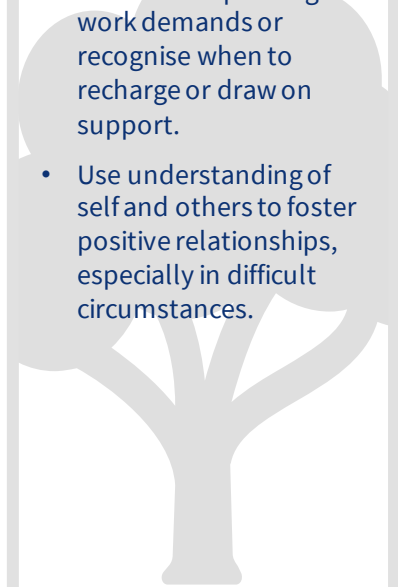 work demands or
recognise when to
recharge or draw on
support.
• Use understanding of
self and others to foster
positive relationships,
especially in difficult
circumstances.